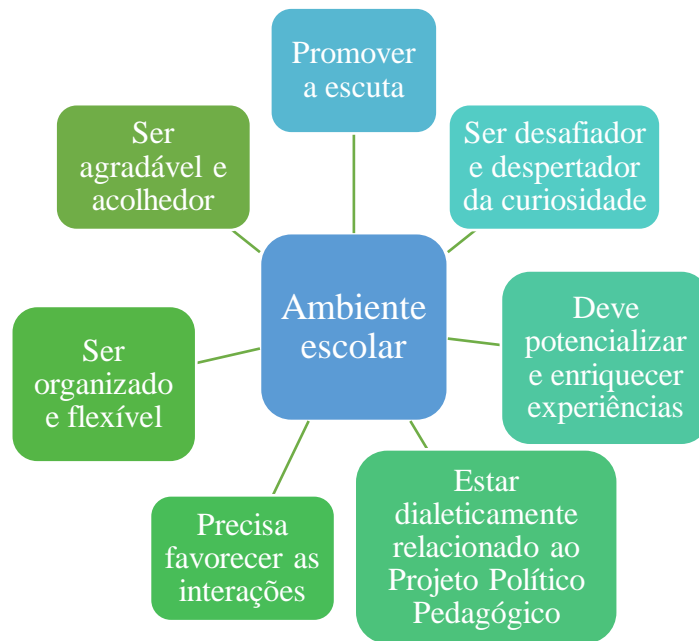 Promover
a escuta
Ser
agradável e
acolhedor
Ser desafiador
e despertador
da curiosidade
Ambiente
escolar
Deve
potencializar
e enriquecer
experiências
Ser
organizado
e flexível
Estar
dialeticamente
relacionado ao
Projeto Político
Pedagógico
Precisa
favorecer as
interações